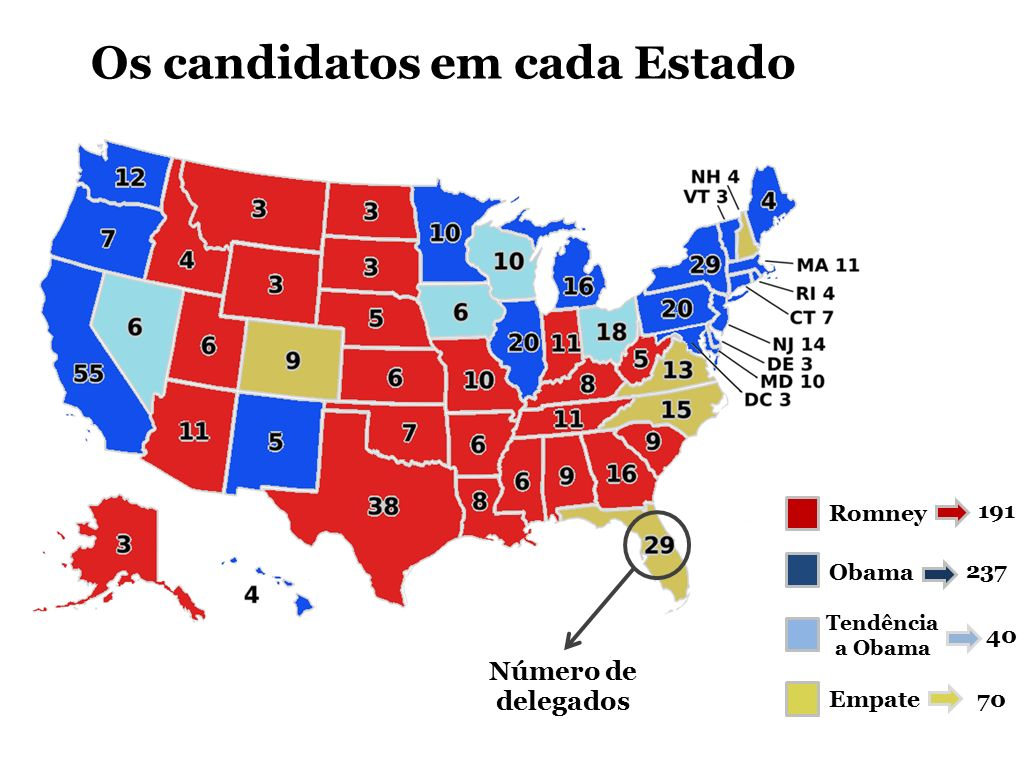 Os candidatos em cada Estado
NH 4
VT 3
12
3
3
4
7
10
4
3
3
10
29
MA 11
16
RI 4
6
5
6
20
CT 7
6
9
20
11
18
5
13
NJ 14
DE 3
MD 10
DC 3
55
6
10
8
11
5
7
11
15
6
9
38
8
6
9
16
3
29
4
Romney
191
Obama
237
Tendência
a Obama
40
Empate
70
Número de
delegados